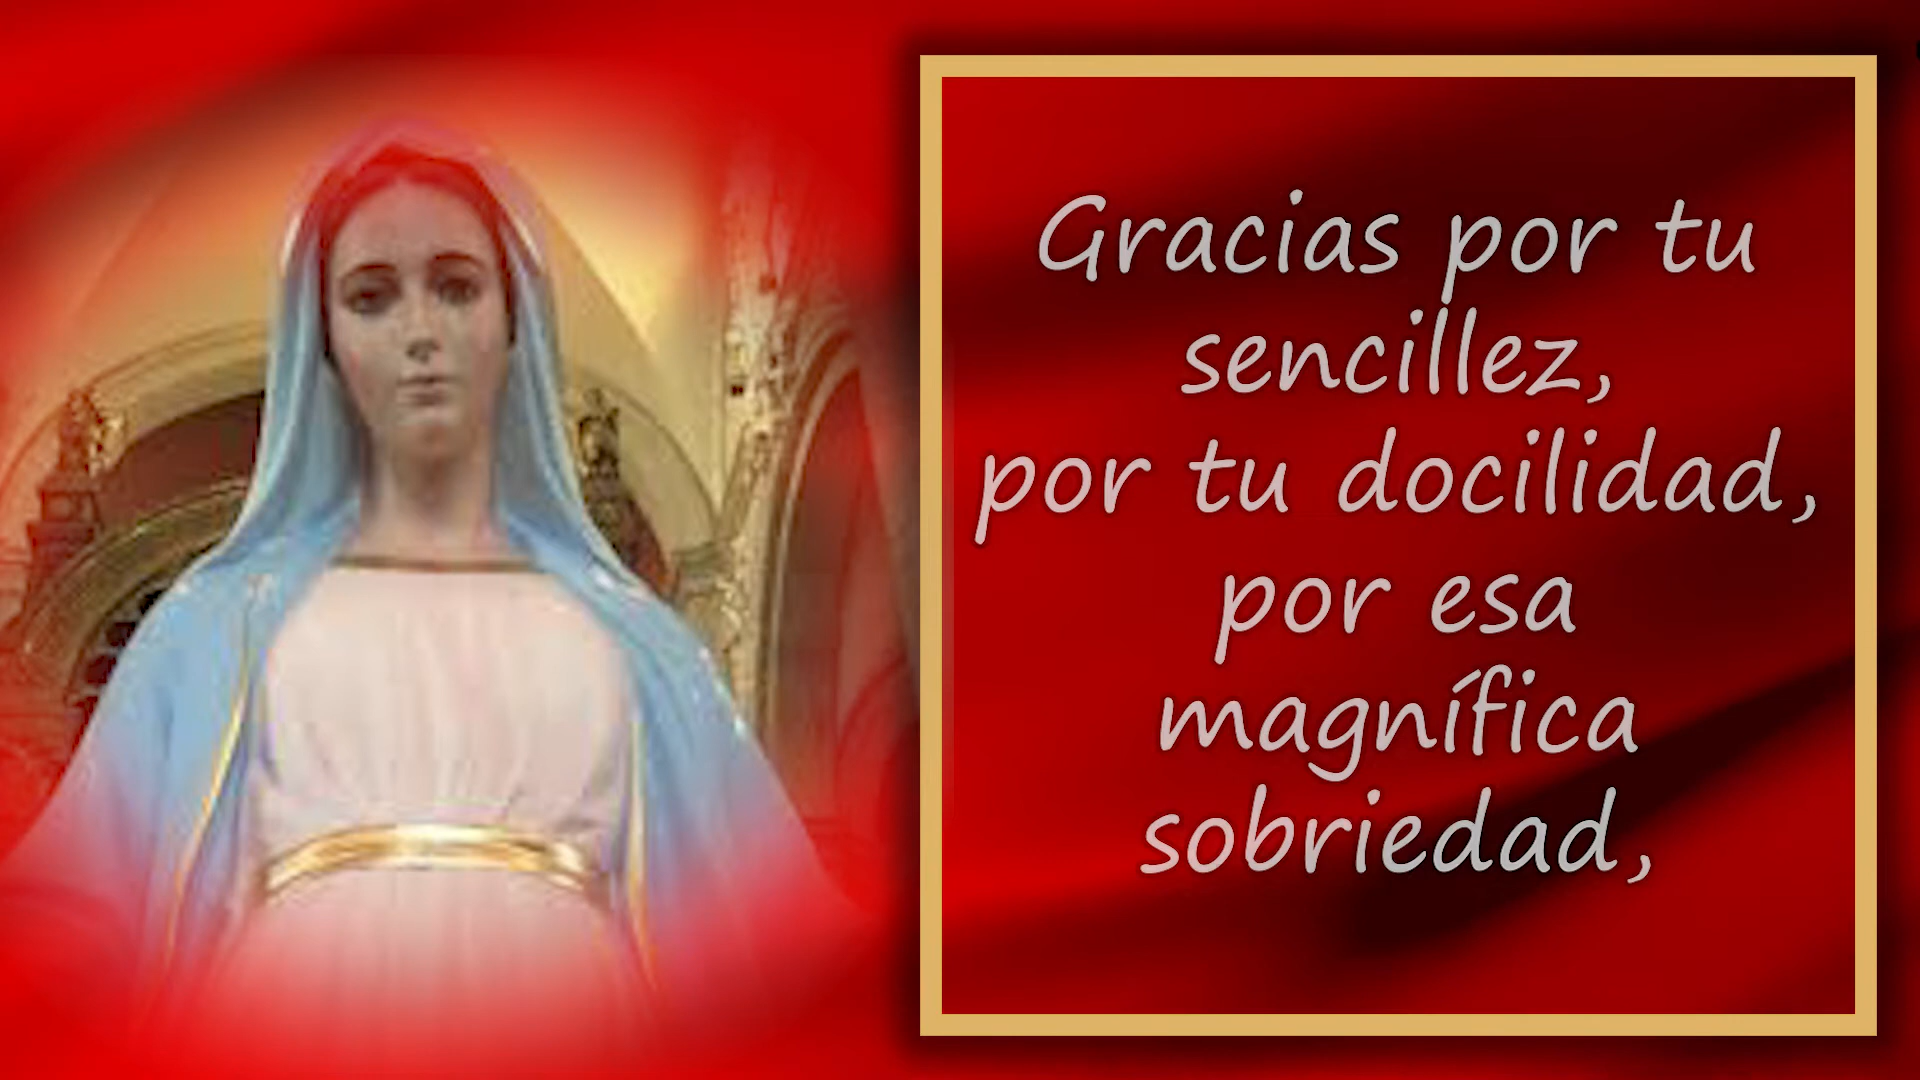 Gracias por tu
sencillez,
por tu docilidad,
por esa
magnífica
sobriedad,